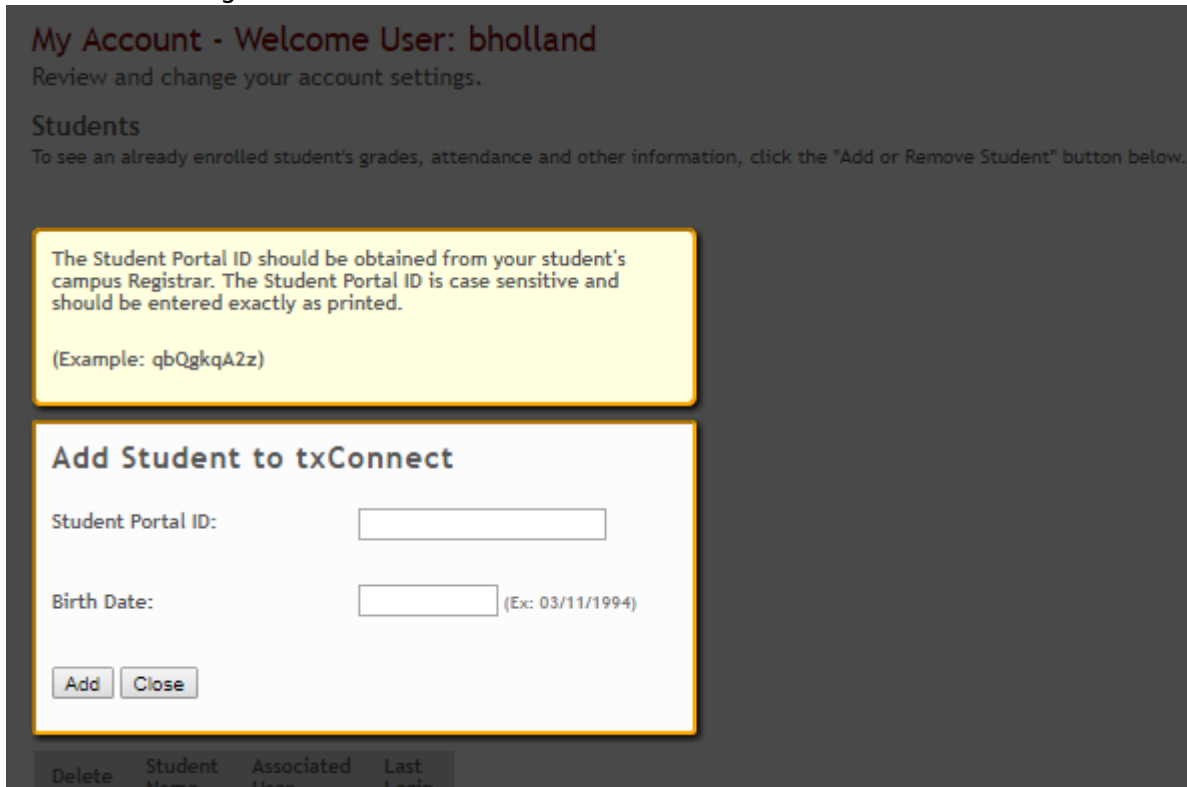 My Account - Welcome User: bholland
Review and change your account settings.
Students
To see an already enrolled student's grades, attendance and other information, click the "Add or Remove Student" button below.
The Student Portal ID should be obtained from your student's
campus Registrar. The Student Portal ID is case sensitive and
should be entered exactly as printed.
(Example: qbQgkqA2z)
Add Student to txConnect
Student Portal ID:
Birth Date: (Ex: 03/11/1994)
Add Close
Delete Student Associated Last